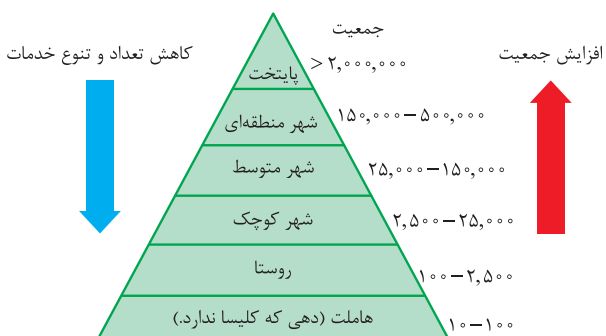 جمعیت
افزایش جمعیت
کاهش تعداد و تنوع خدمات
پایتخت
> ۲,۰۰۰,۰۰۰
شهر منطقه‌ای
۱۵۰,۰۰۰–۵۰۰,۰۰۰
شهر متوسط
۲۵,۰۰۰–۱۵۰,۰۰۰
شهر کوچک
۲,۵۰۰–۲۵,۰۰۰
روستا
۱۰۰–۲,۵۰۰
هاملت (دهی که کلیسا ندارد.)
۱۰–۱۰۰